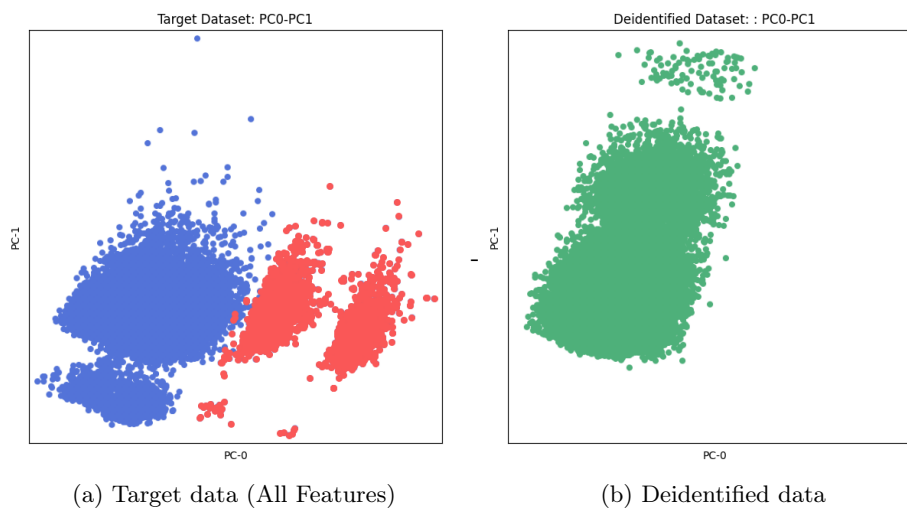 Target Dataset: PC0-PC1
PC-1
PC-0
(a) Target data (All Features)
Deidentified Dataset: : PC0-PC1
PC-1
PC-0
(b) Deidentified data